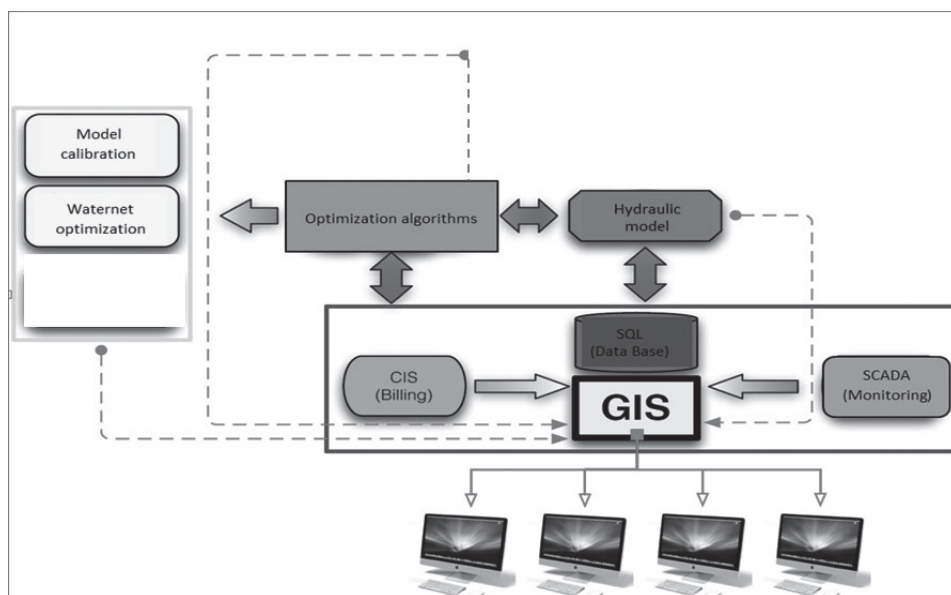 Model
calibration
Waternet
optimization
Optimization algorithms
Hydraulic
model
SQL
(Data Base)
CIS
(Billing)
GIS
SCADA
(Monitoring)